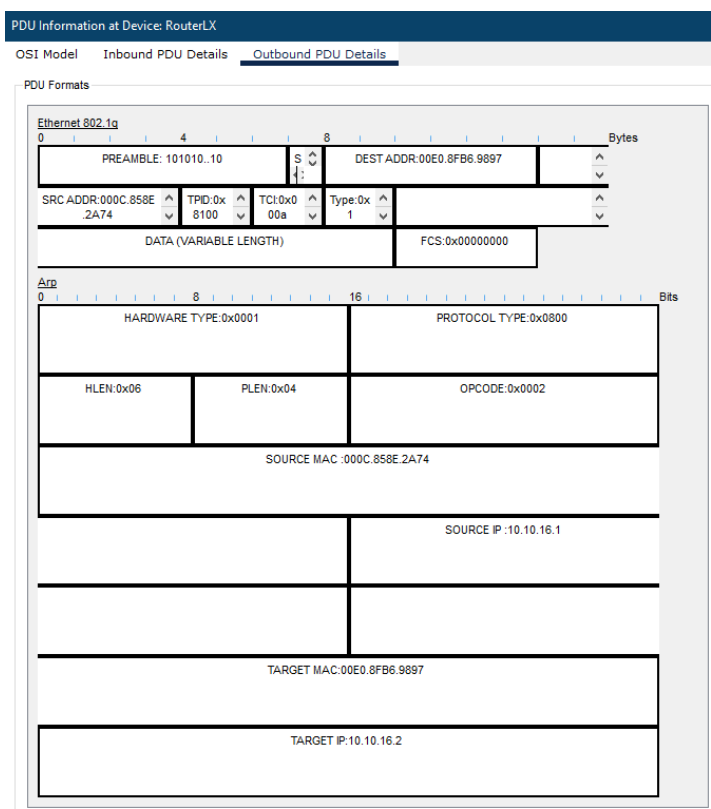 PDU Information at Device: RouterLX
OSI Model Inbound PDU Details Outbound PDU Details
PDU Formats
Ethernet 802.1q
0 4 8 Bytes
PREAMBLE: 101010..10 S DEST ADDR:00E0.8FB6.9897
SRC ADDR:000C.858E TPID:0x TCI:0x0 Type:0x
.2A74 8100 00a 1
DATA (VARIABLE LENGTH) FCS:0x00000000
Arp
0 8 16 Bits
HARDWARE TYPE:0x0001 PROTOCOL TYPE:0x0800
HLEN:0x06 PLEN:0x04 OPCODE:0x0002
SOURCE MAC :000C.858E.2A74
SOURCE IP :10.10.16.1
TARGET MAC:00E0.8FB6.9897
TARGET IP:10.10.16.2